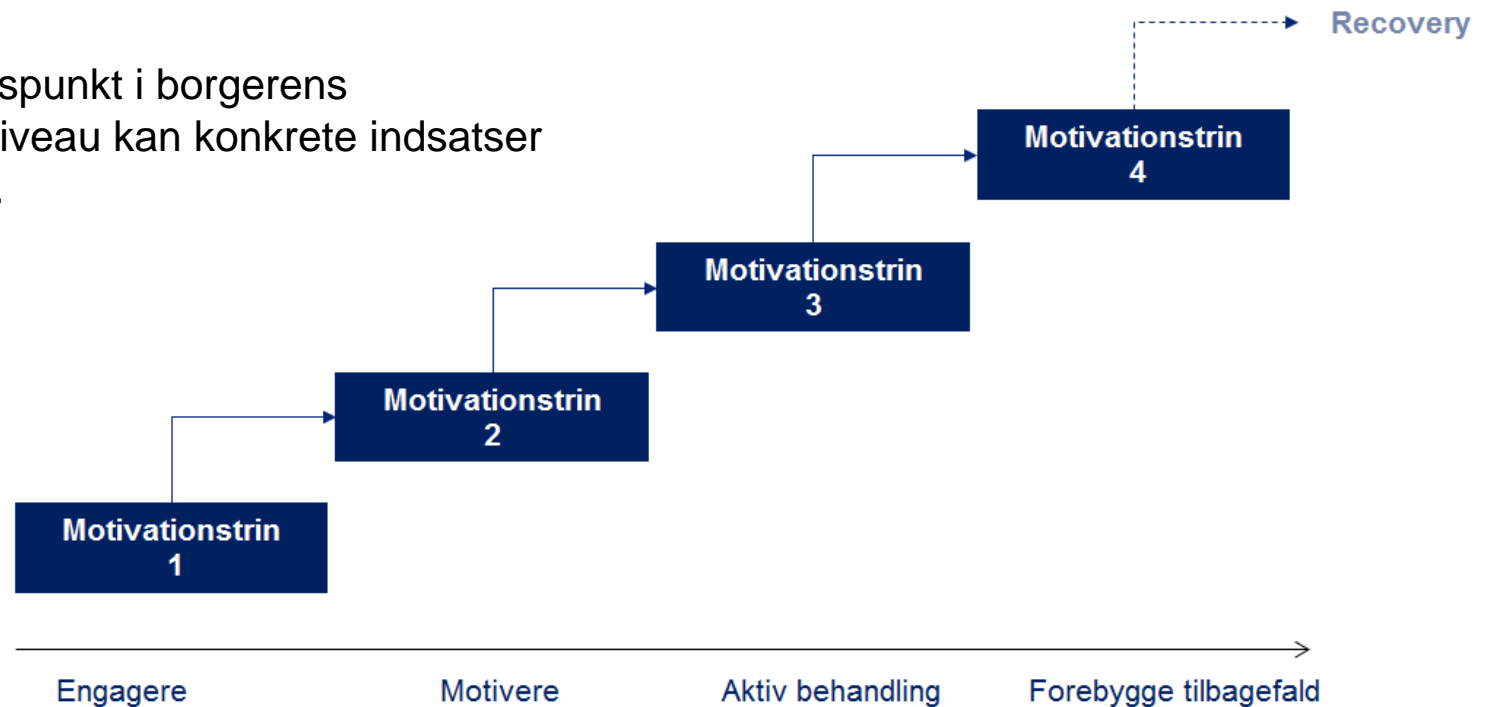 Recovery
spunkt i borgerens
iveau kan konkrete indsatser
.
Motivationstrin
4
Motivationstrin
3
Motivationstrin
2
Motivationstrin
1
Engagere Motivere Aktiv behandling Forebygge tilbagefald